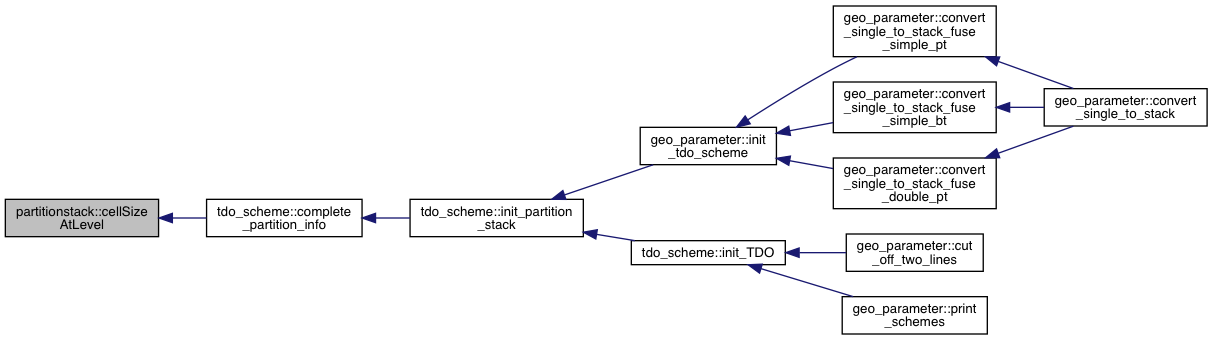 partitionstack::cellSize
AtLevel
tdo_scheme::complete
_partition_info
tdo_scheme::init_partition
_stack
geo_parameter::init
_tdo_scheme
geo_parameter::convert
_single_to_stack_fuse
_simple_pt
geo_parameter::convert
_single_to_stack_fuse
_simple_bt
geo_parameter::convert
_single_to_stack_fuse
_double_pt
geo_parameter::convert
_single_to_stack
tdo_scheme::init_TDO
geo_parameter::cut
_off_two_lines
geo_parameter::print
_schemes